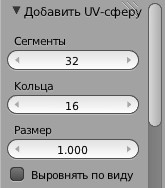 Добавить UV-сферу
Сегменты
32
Кольца
16
Размер
1.000
Выровнять по виду